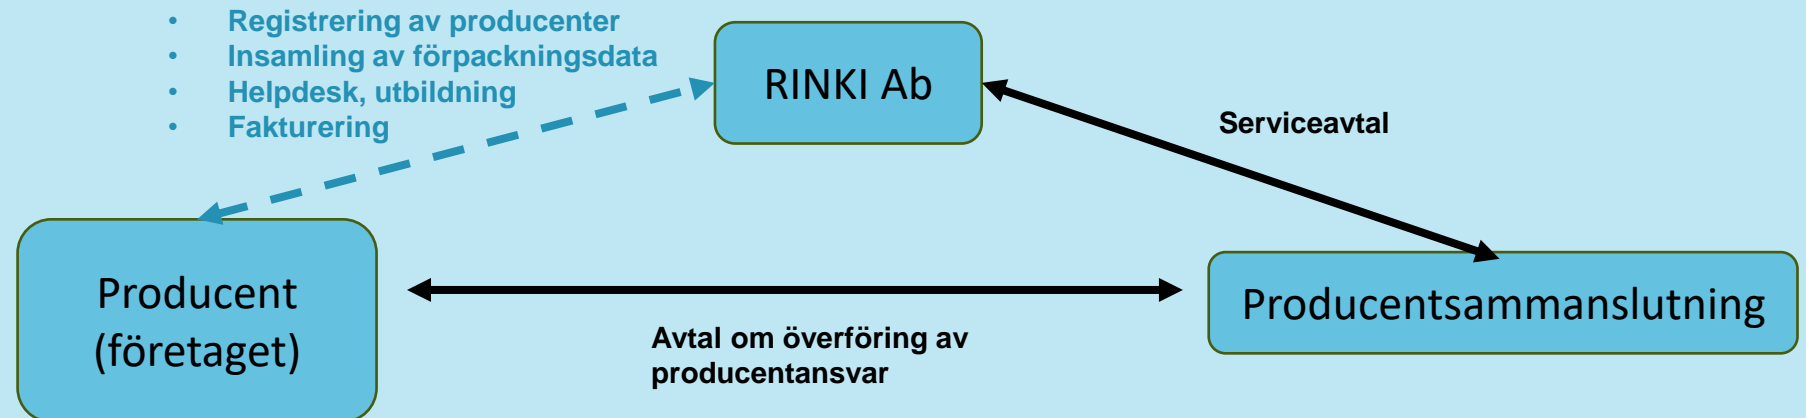 • Registrering av producenter
• Insamling av förpackningsdata
• Helpdesk, utbildning
• Fakturering
RINKI Ab
Serviceavtal
Producent
(företaget)
Avtal om överföring av
producentansvar
Producentsammanslutning